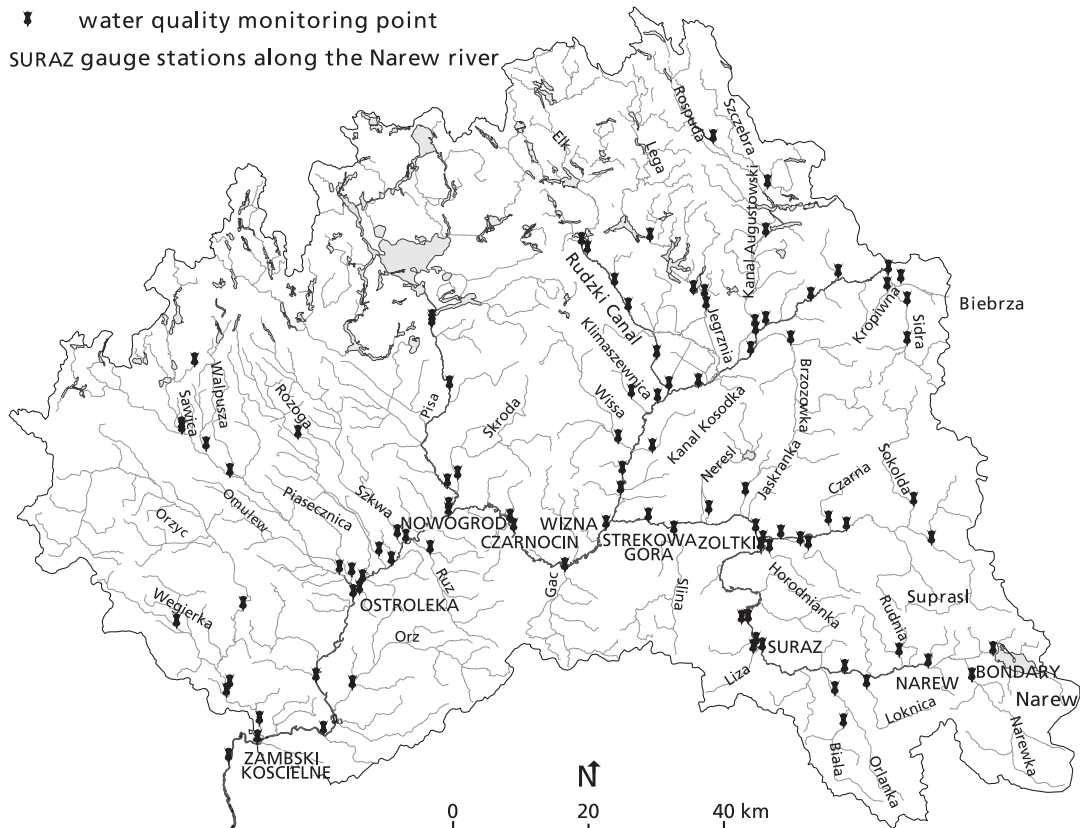 water quality monitoring point
SURAZ gauge stations along the Narew river
Rospuda
Szczebra
Elk
Lega
Kanal Augustowski
Rudzki Canal
Jegrznia
Kropiwna
Biebrza
Sidra
Klimaszewnica
Wissa
Brzozowka
Walpusza
Sawica
Rozoga
Pisa
Skroda
Kanal Kosodka
Neresl
Jaskranka
Czarna
Sokolda
Omulew
Piasecznica
Szkwa
Orzyc
NOWOGROD
CZARNOCIN
WIZNA
STREKOWA
GORA
ZOLTKI
Ruz
Gac
Slina
Horodnianka
Wegierka
OSTROLEKA
Orz
Suprasl
Rudnia
SURAZ
Liza
NAREW
BONDARY
Narew
Loknica
Narewka
Biala
Orlanka
ZAMBSKI
KOSCIELNE
N
0 20 40 km